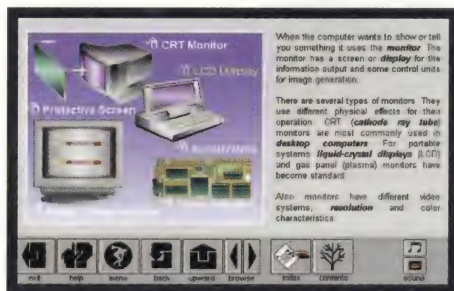 CRT Monitor
LCD Display
Protective Screen
When the computer wants to show or tell
you something it uses the monitor The
monitor has a screen or display for the
information output and some control units
for image generation.
There are several types of monitors They
use different physical effects for their
operation CRT (cathode ray tube)
monitors are most commonly used in
desktop computers For portable
systems liquid-crystal displays (LCD)
and gas panel (plasma) monitors have
become standard
Also monitors have different video
systems, resolution and color
characteristics
exit
help
menu
back
upward
browse
index
contents
sound